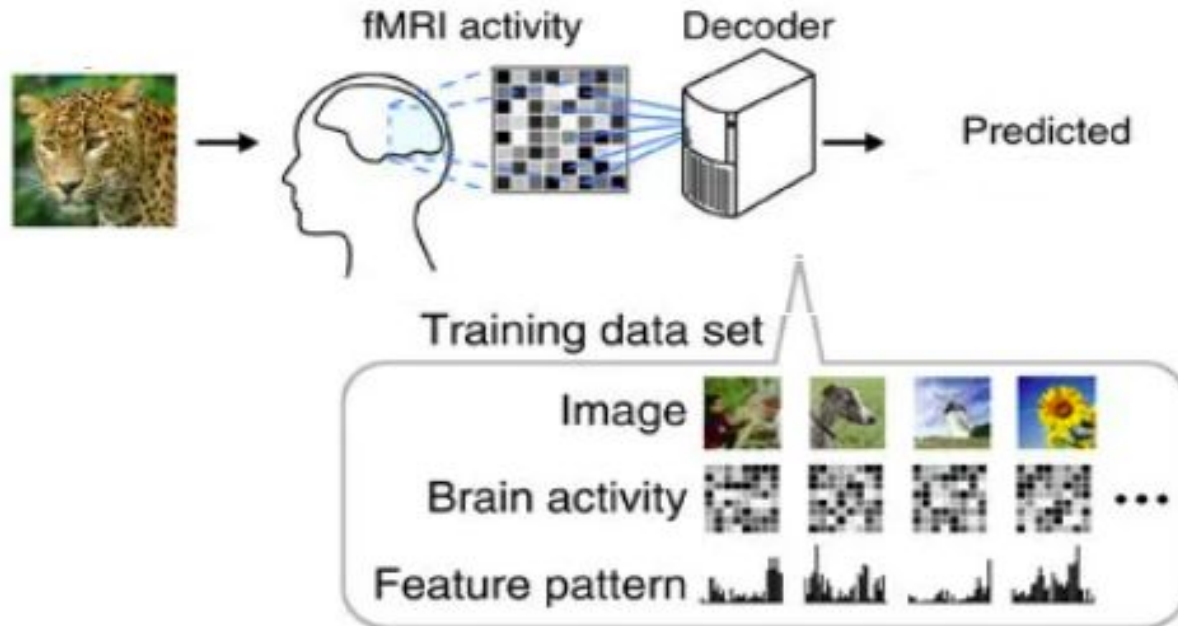 fMRI activity
Decoder
Predicted
Training data set
Image
Brain activity
Feature pattern